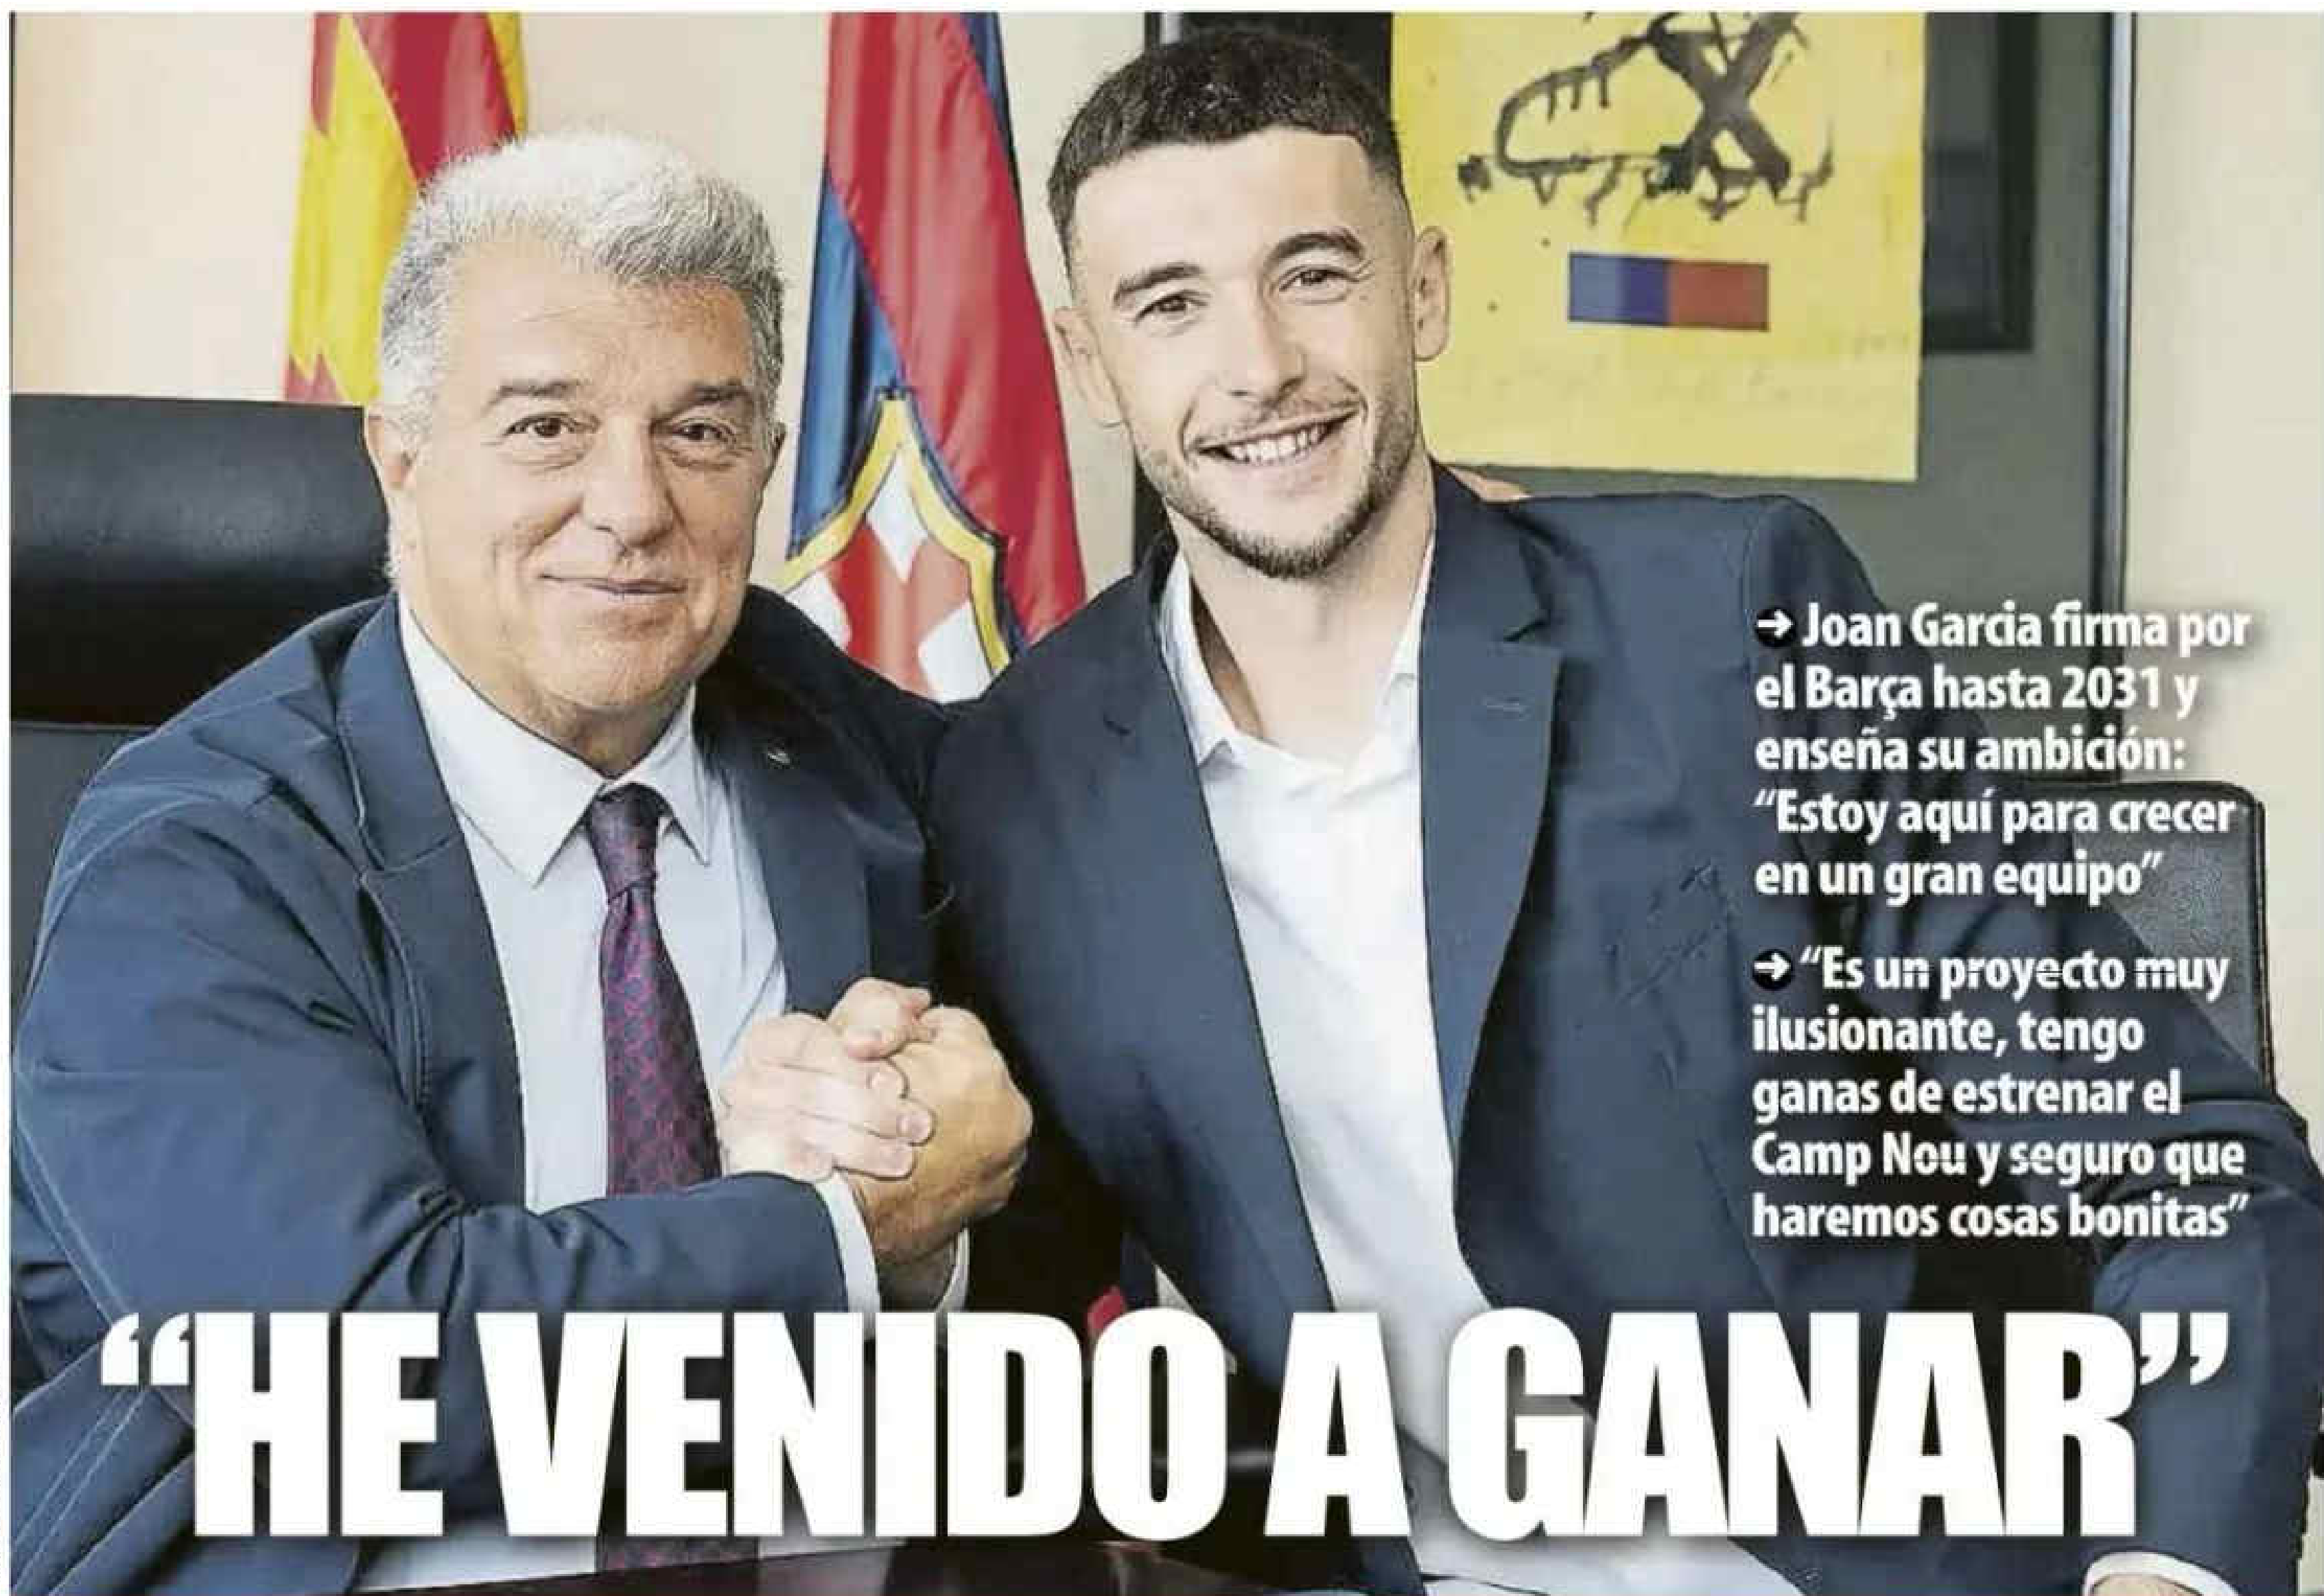 ➔ Joan Garcia firma por
el Barça hasta 2031 y
enseña su ambición:
“Estoy aquí para crecer
en un gran equipo”
➔ “Es un proyecto muy
ilusionante, tengo
ganas de estrenar el
Camp Nou y seguro que
haremos cosas bonitas”
“HE VENIDO A GANAR”